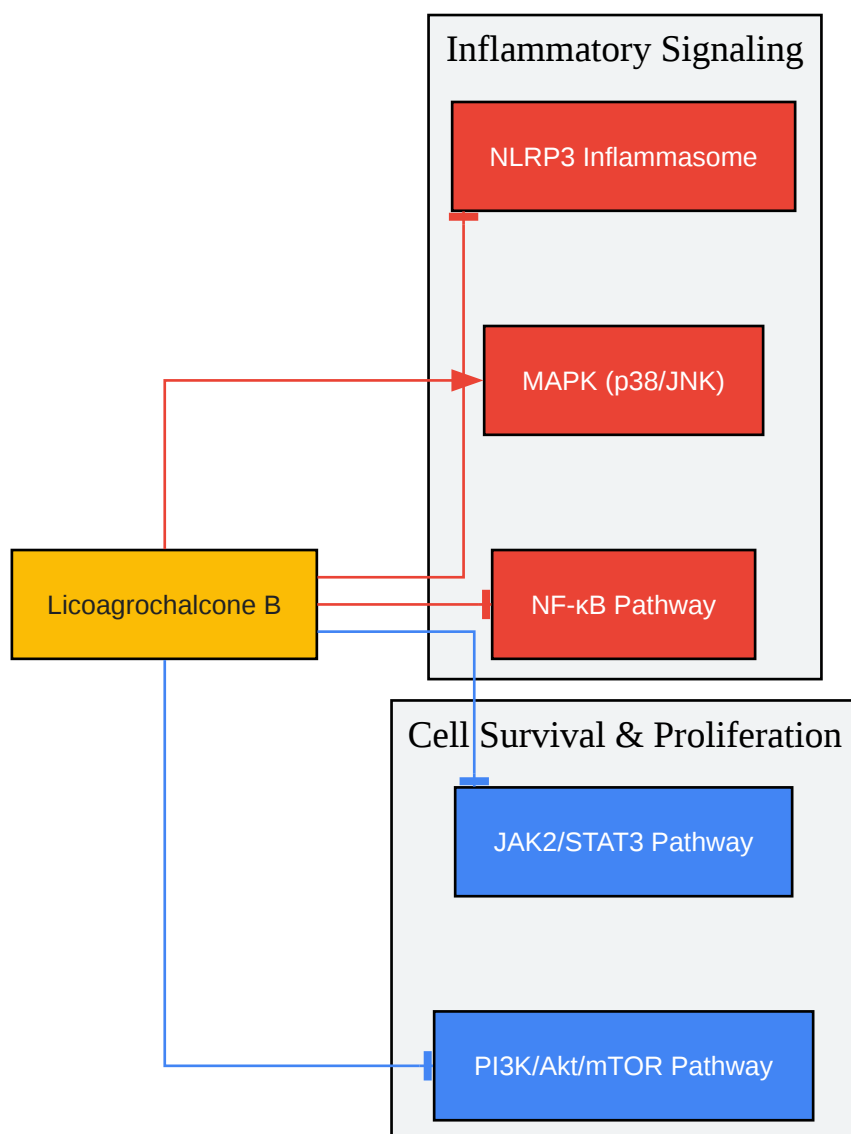 Inflammatory Signaling
NLRP3 Inflammasome
MAPK (p38/JNK)
Licoagrochalcone B
NF-κB Pathway
Cell Survival & Proliferation
JAK2/STAT3 Pathway
PI3K/Akt/mTOR Pathway